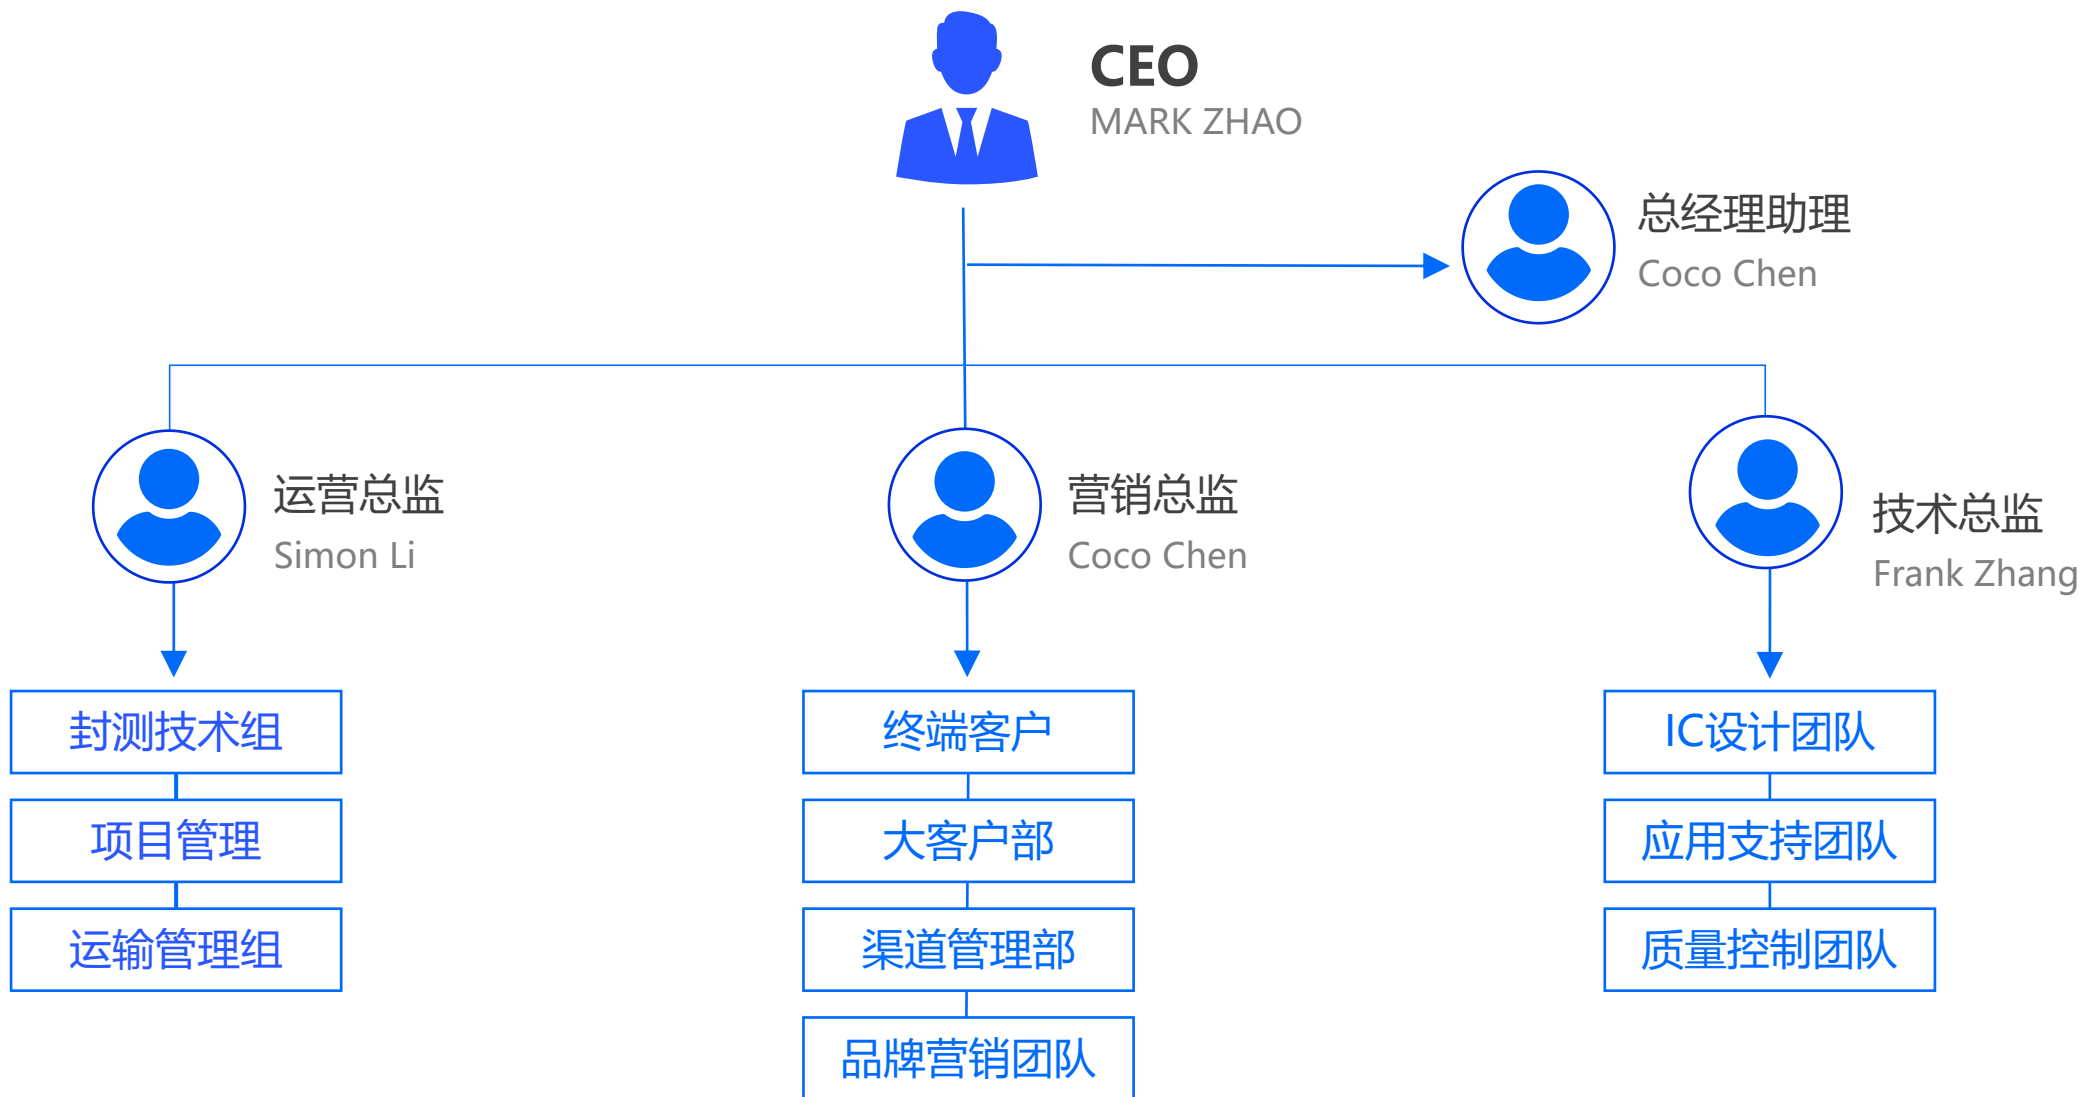 CEO
MARK ZHAO
总经理助理
Coco Chen
运营总监
Simon Li
营销总监
Coco Chen
技术总监
Frank Zhang
封测技术组
项目管理
运输管理组
终端客户
大客户部
渠道管理部
品牌营销团队
IC设计团队
应用支持团队
质量控制团队